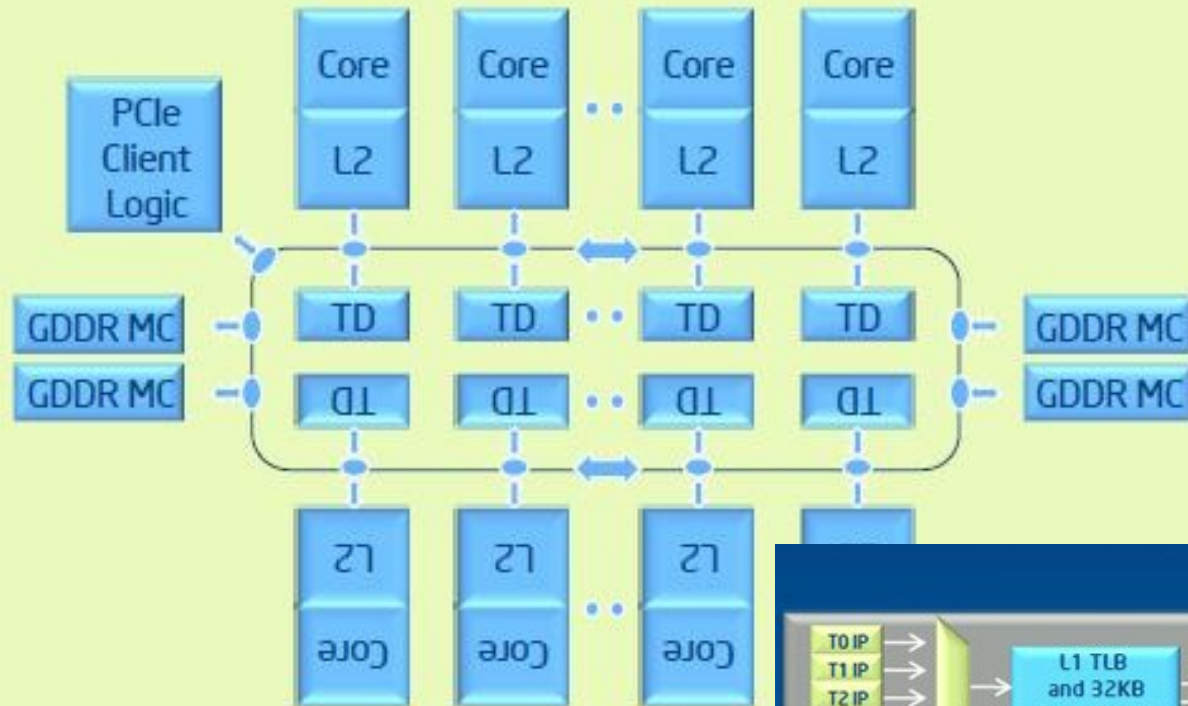 Core
Core
Core
Core
PCIe
Client
Logic
L2
L2
L2
L2
GDDR MC
TD
TD
TD
TD
GDDR MC
GDDR MC
TD
TD
TD
TD
GDDR MC
L2
L2
L2
Core
Core
Core
T0 IP
T1 IP
T2 IP
L1 TLB
and 32KB